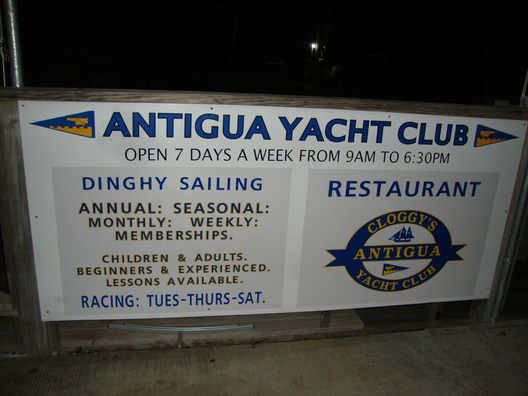 ANTIGUA YACHT CLUB
OPEN 7 DAYS A WEEK FROM 9AM TO 6:30PM
DINGHY SAILING
ANNUAL: SEASONAL:
MONTHLY: WEEKLY:
MEMBERSHIPS.
CHILDREN & ADULTS.
BEGINNERS & EXPERIENCED.
LESSONS AVAILABLE.
RACING: TUES-THURS-SAT.
RESTAURANT
CLOGGY'S
ANTIGUA
YACHT CLUB